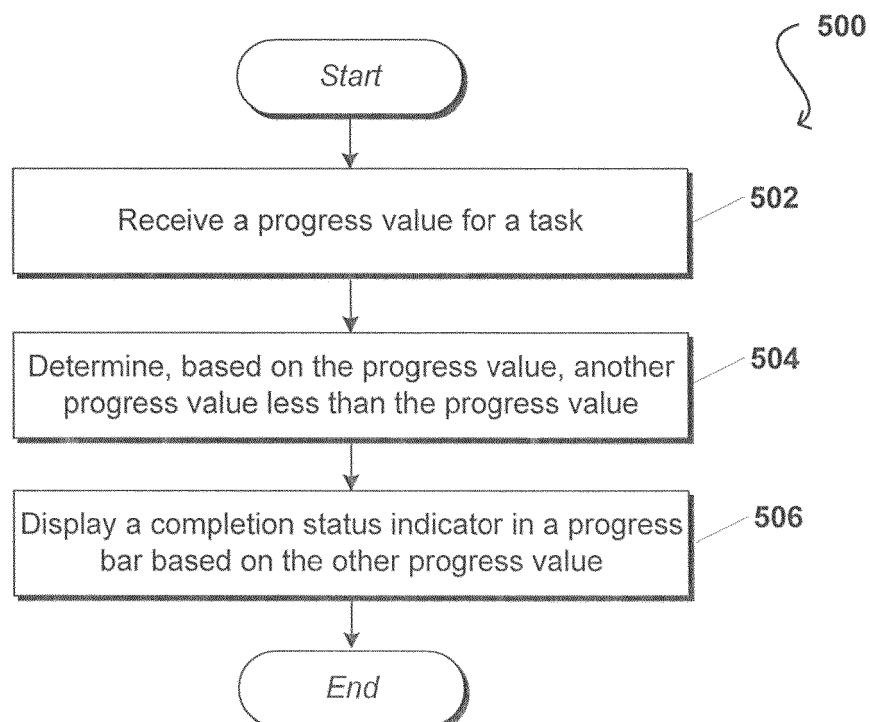 500
Start
Receive a progress value for a task
502
Determine, based on the progress value, another
progress value less than the progress value
504
Display a completion status indicator in a progress
bar based on the other progress value
506
End